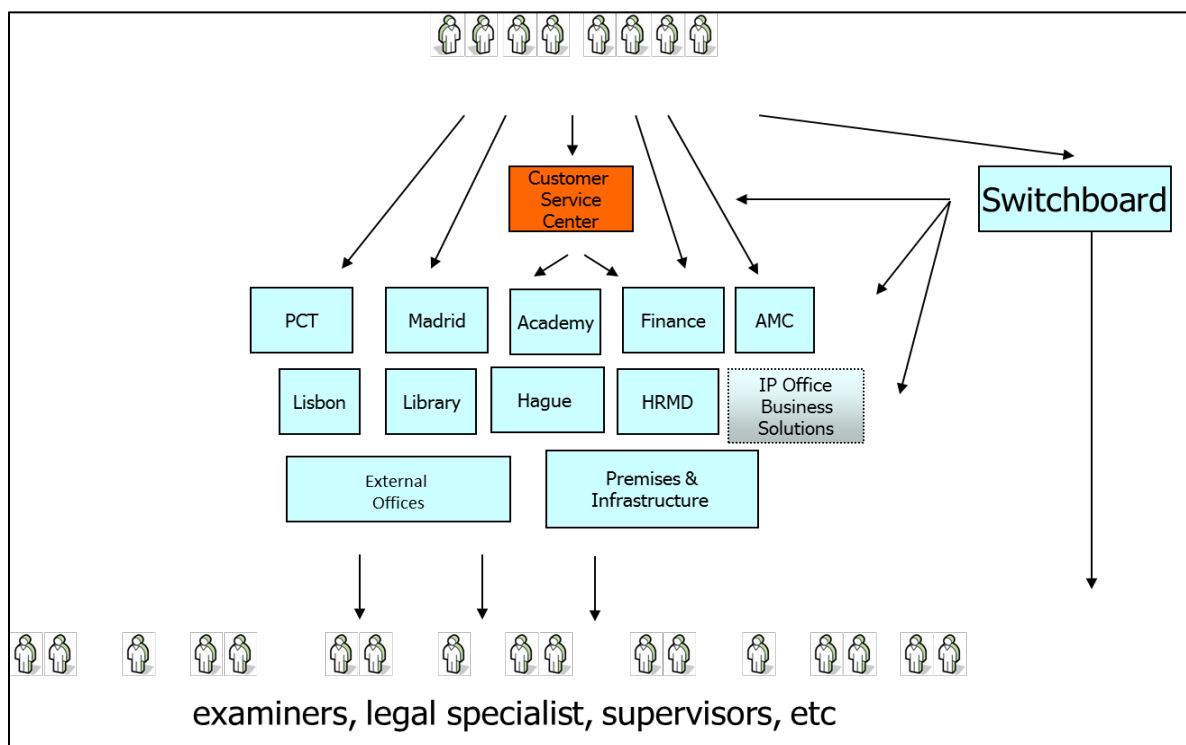 Customer
Service
Center
Switchboard
PCT
Madrid
Academy
Finance
AMC
Lisbon
Library
Hague
HRMD
IP Office
Business
Solutions
External
Offices
Premises &
Infrastructure
examiners, legal specialist, supervisors, etc